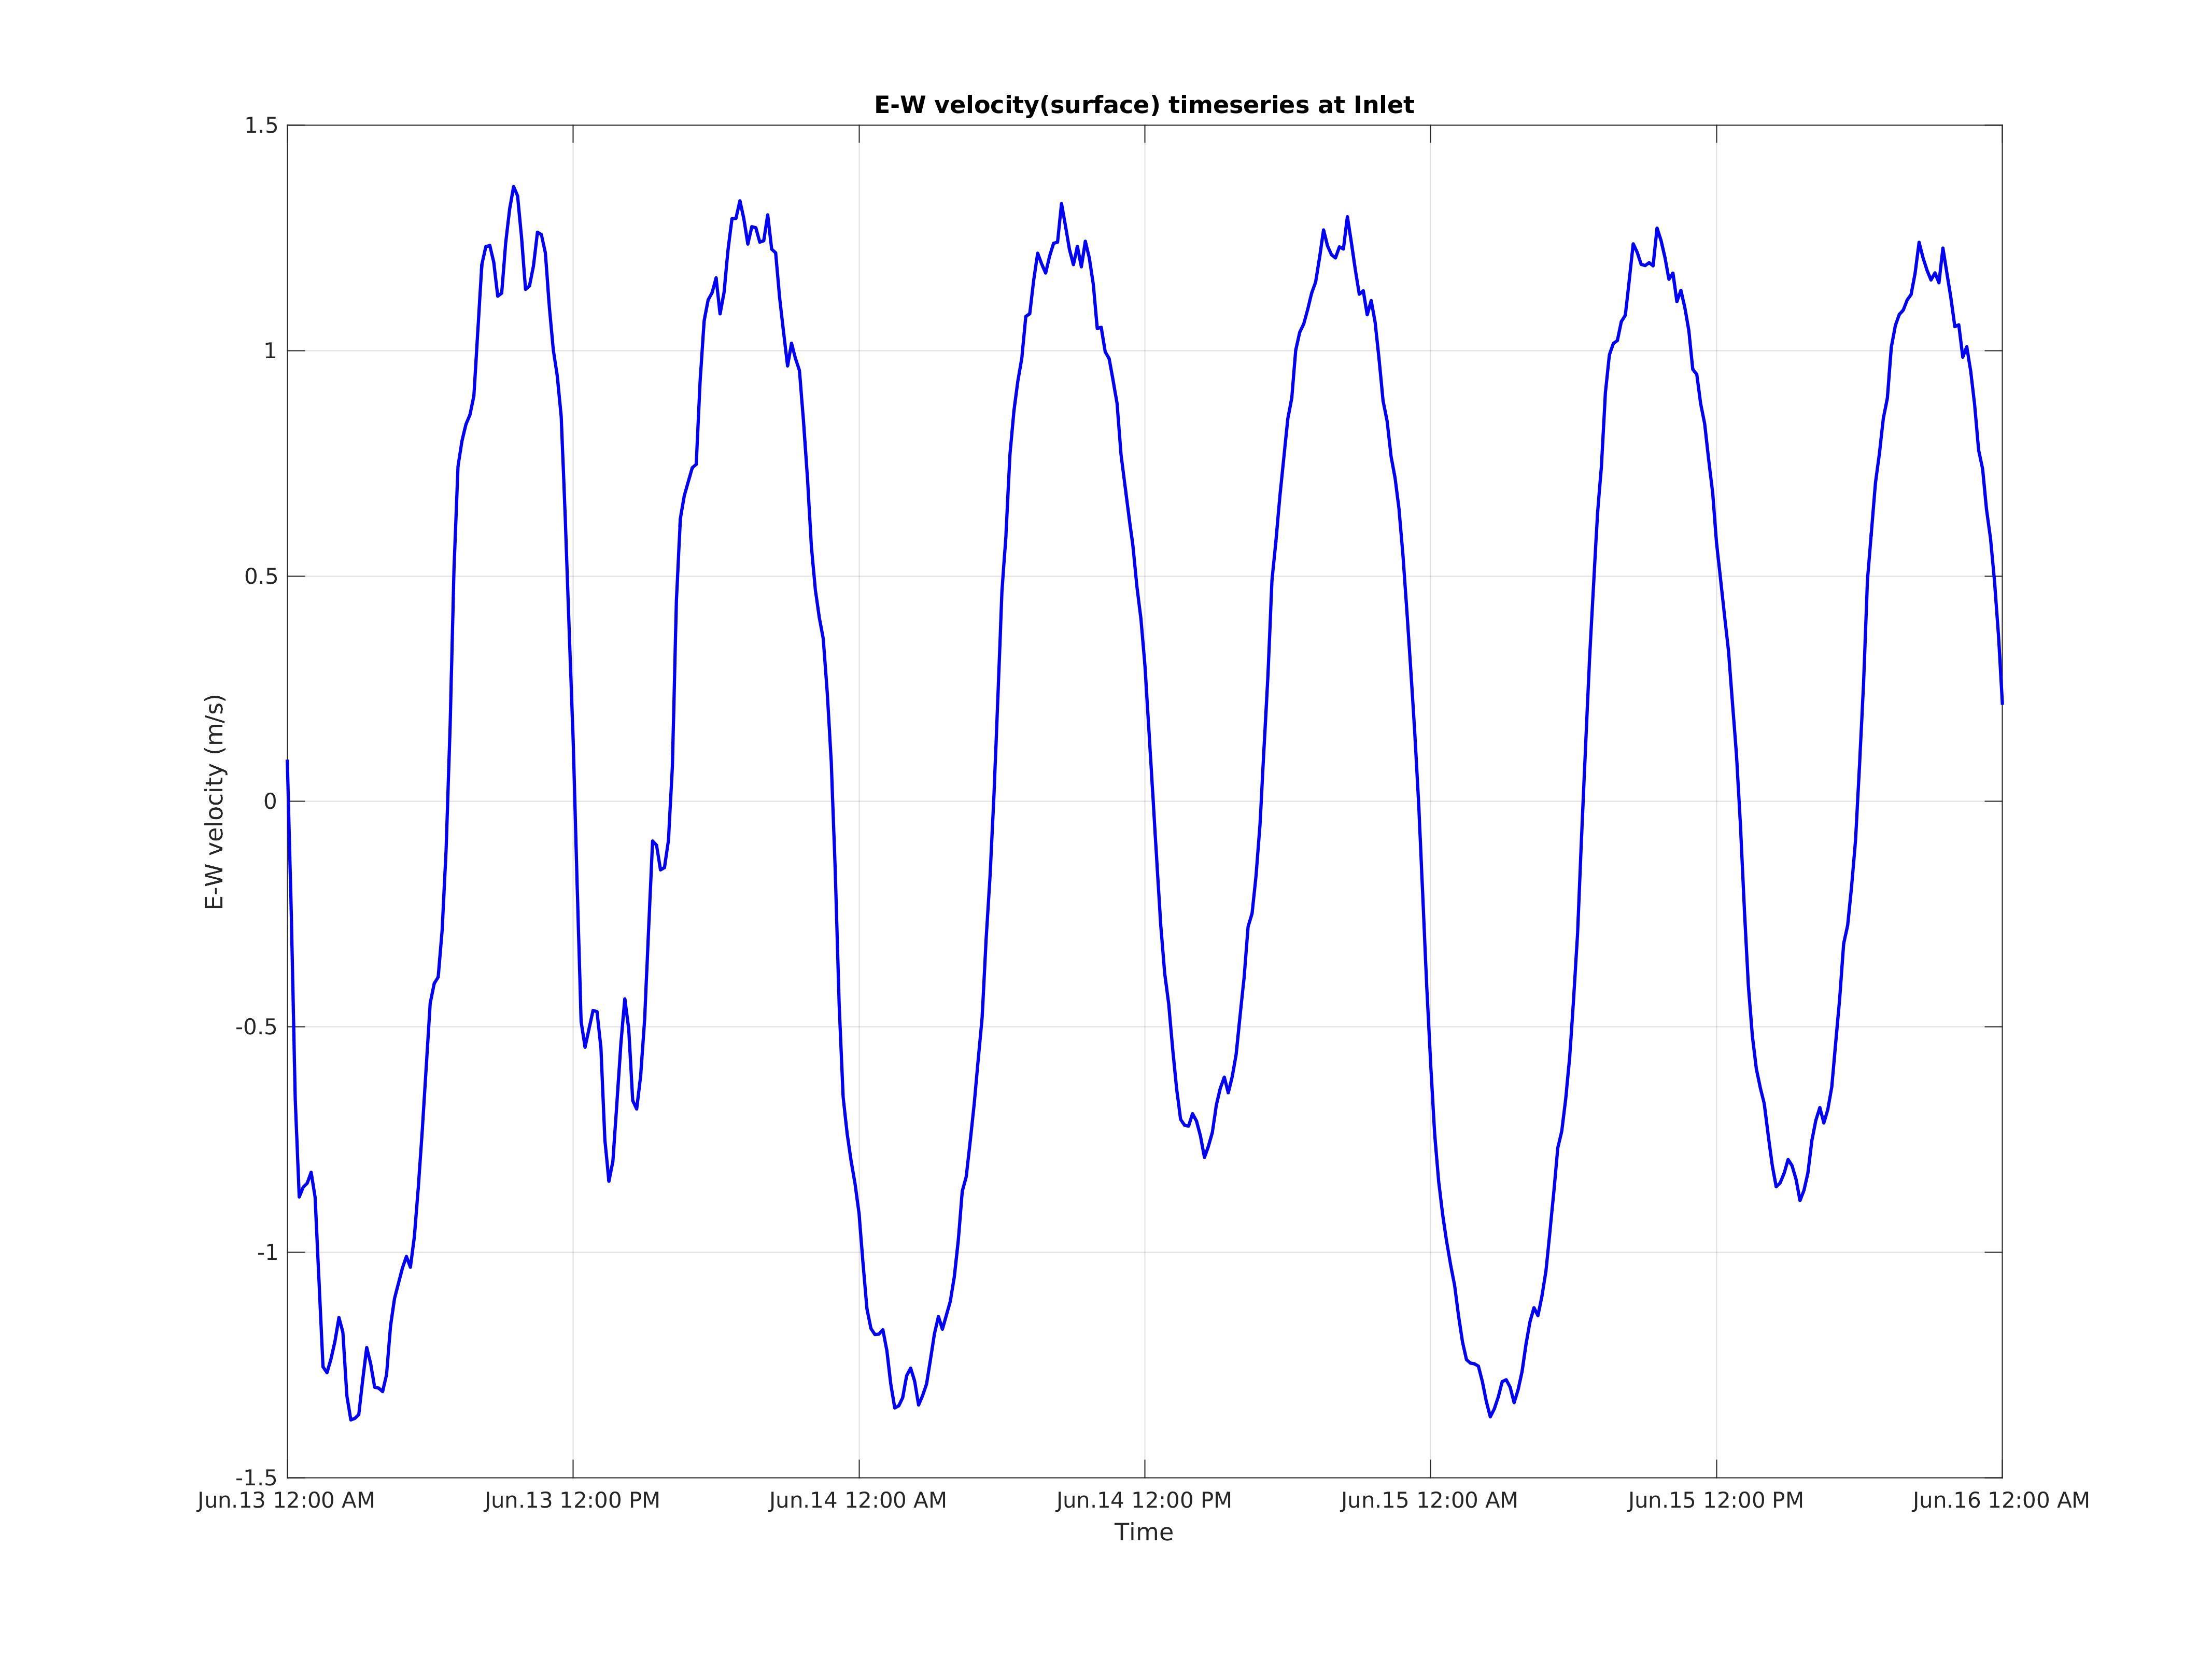 E-W velocity(surface) timeseries at Inlet
1.5
1
0.5
0
-0.5
-1
-1.5
E-W velocity (m/s)
Jun.13 12:00 AM
Jun.13 12:00 PM
Jun.14 12:00 AM
Jun.14 12:00 PM
Jun.15 12:00 AM
Jun.15 12:00 PM
Jun.16 12:00 AM
Time